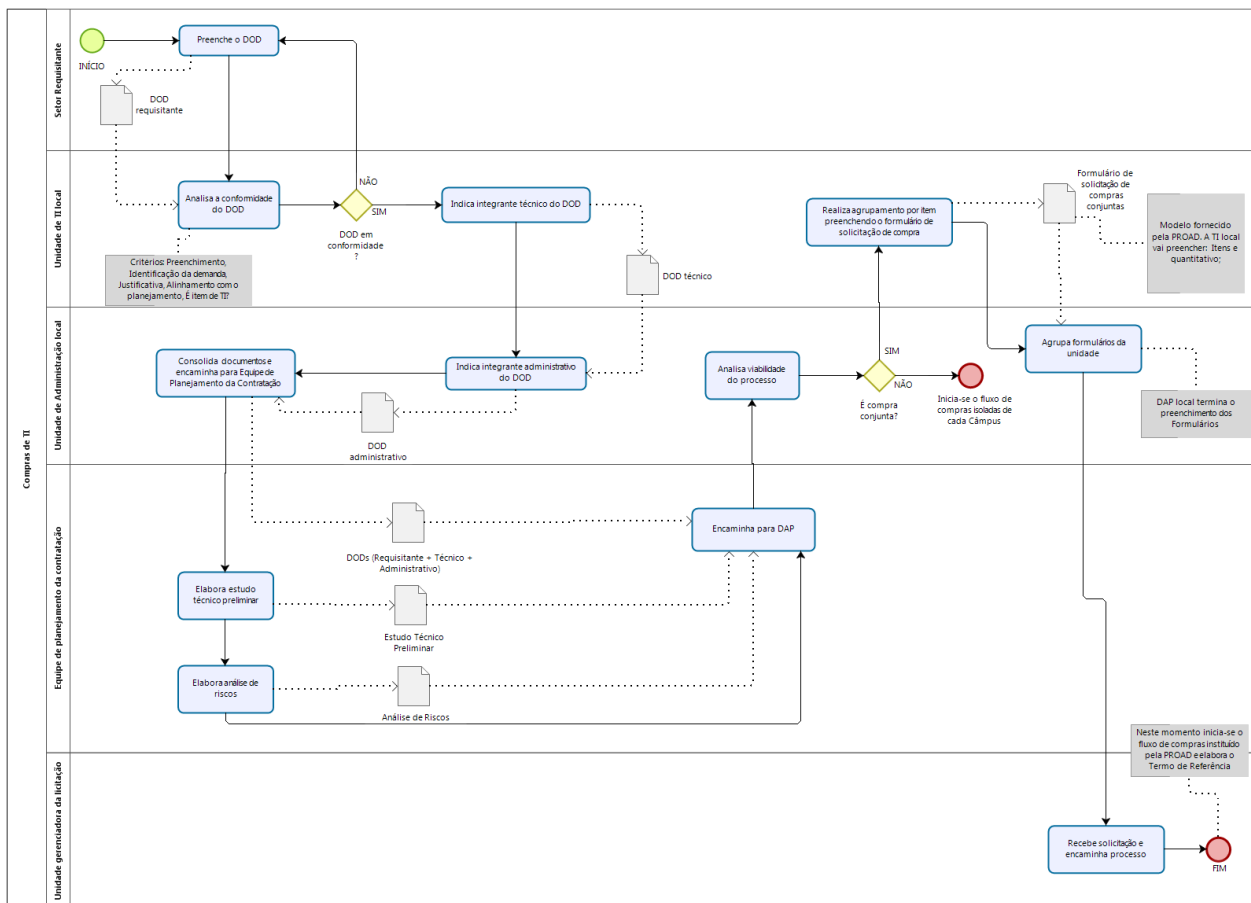 Compras de TI
Setor Requisitante
INÍCIO
Preenche o DOD
DOD
requisitante
Unidade de TI local
Analisa a conformidade
do DOD
NÃO
SIM
DOD em
conformidade
?
Indica integrante técnico do DOD
Critérios: Preenchimento,
Identificação da demanda,
Justificativa, Alinhamento com o
planejamento, É item de TI?
DOD técnico
Realiza agrupamento por item
preenchendo o formulário de
solicitação de compra
Formulário de
solcitação de
compras
conjuntas
Modelo fornecido
pela PROAD. A TI local
vai preencher: Itens e
quantitativo;
Unidade de Administração local
Consolida documentos e
encaminha para Equipe de
Planejamento da Contratação
Indica integrante administrativo do
DOD
DOD
administrativo
Analisa viabilidade
do processo
SIM
NÃO
É compra
conjunta?
Inicia-se o fluxo de
compras isoladas de
cada Câmpus
Agrupa formulários da
unidade
DAP local termina o
preenchimento dos
Formulários
Equipe de planejamento da contratação
DODs (Requisitante + Técnico +
Administrativo)
Encaminha para DAP
Elabora estudo
técnico preliminar
Estudo Técnico
Preliminar
Elabora análise de
riscos
Análise de Riscos
Unidade gerenciadora da licitação
Neste momento inicia-se o
fluxo de compras instituído
pela PROAD e elabora o
Termo de Referência
Recebe solicitação e
encaminha processo
FIM